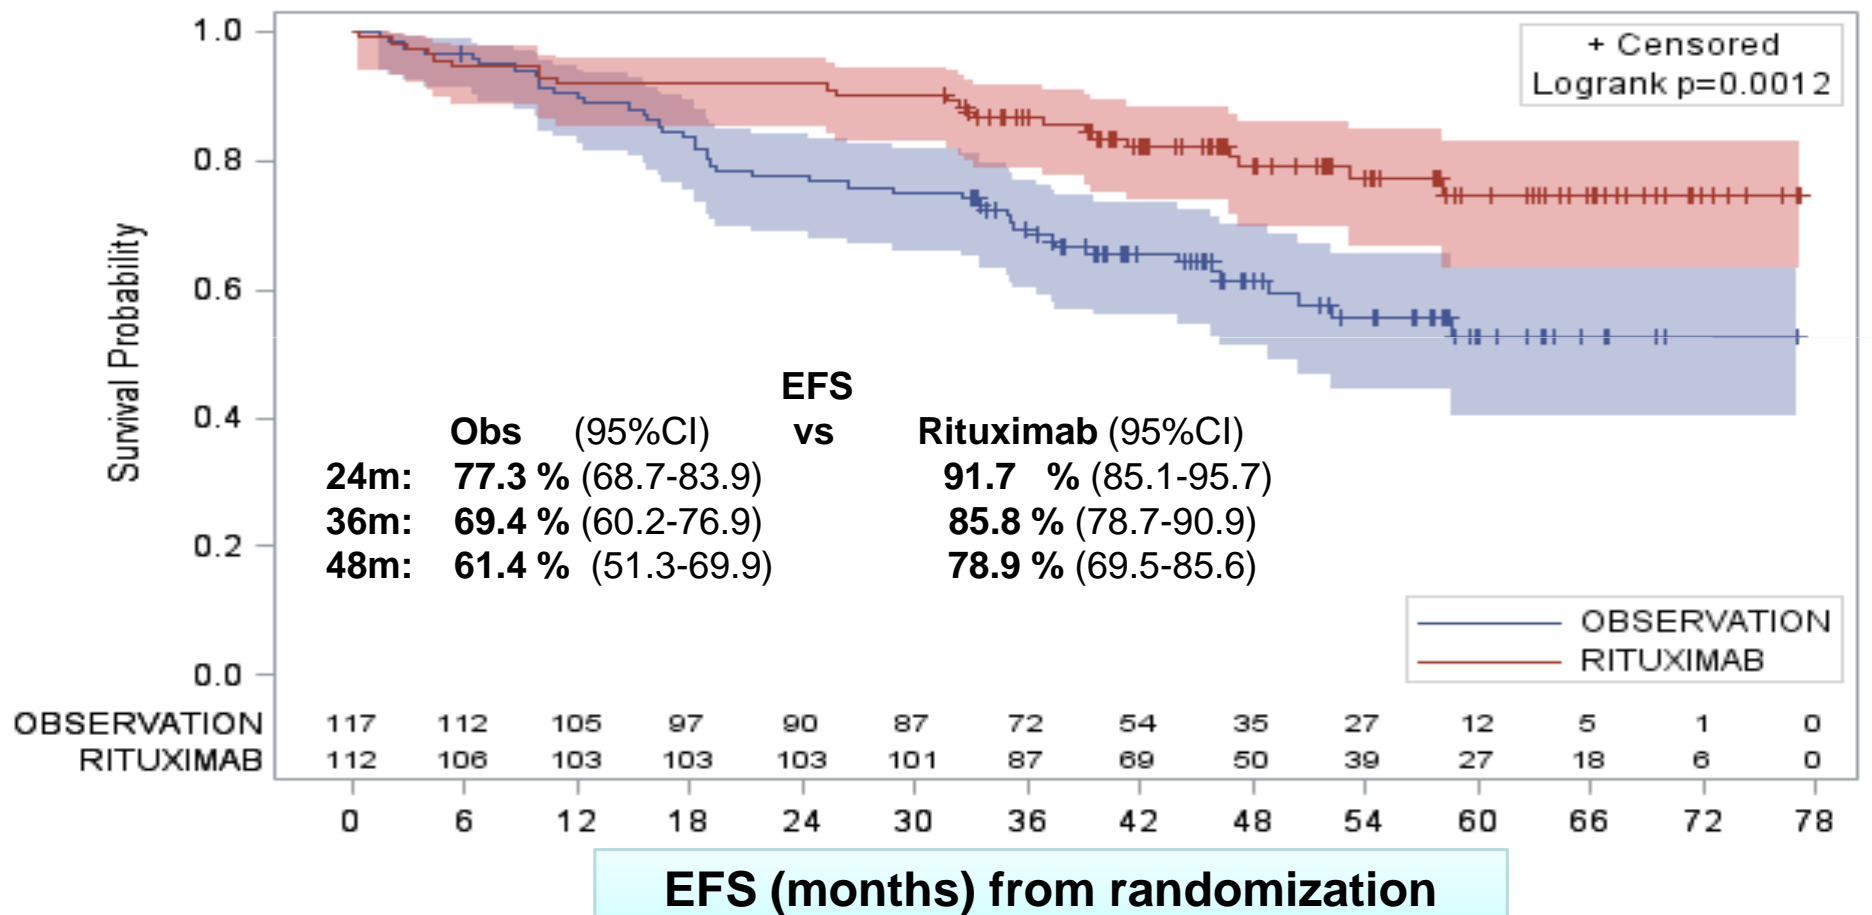 1.0
0.8
0.6
0.4
0.2
0.0
Survival Probability
+ Censored
Logrank p=0.0012
EFS
Obs (95%CI) vs Rituximab (95%CI)
24m: 77.3 % (68.7-83.9) 91.7 % (85.1-95.7)
36m: 69.4 % (60.2-76.9) 85.8 % (78.7-90.9)
48m: 61.4 % (51.3-69.9) 78.9 % (69.5-85.6)
OBSERVATION
RITUXIMAB
OBSERVATION 117 112 105 97 90 87 72 54 35 27 12 5 1 0
RITUXIMAB 112 106 103 103 103 101 87 69 50 39 27 18 6 0
0 6 12 18 24 30 36 42 48 54 60 66 72 78
EFS (months) from randomization